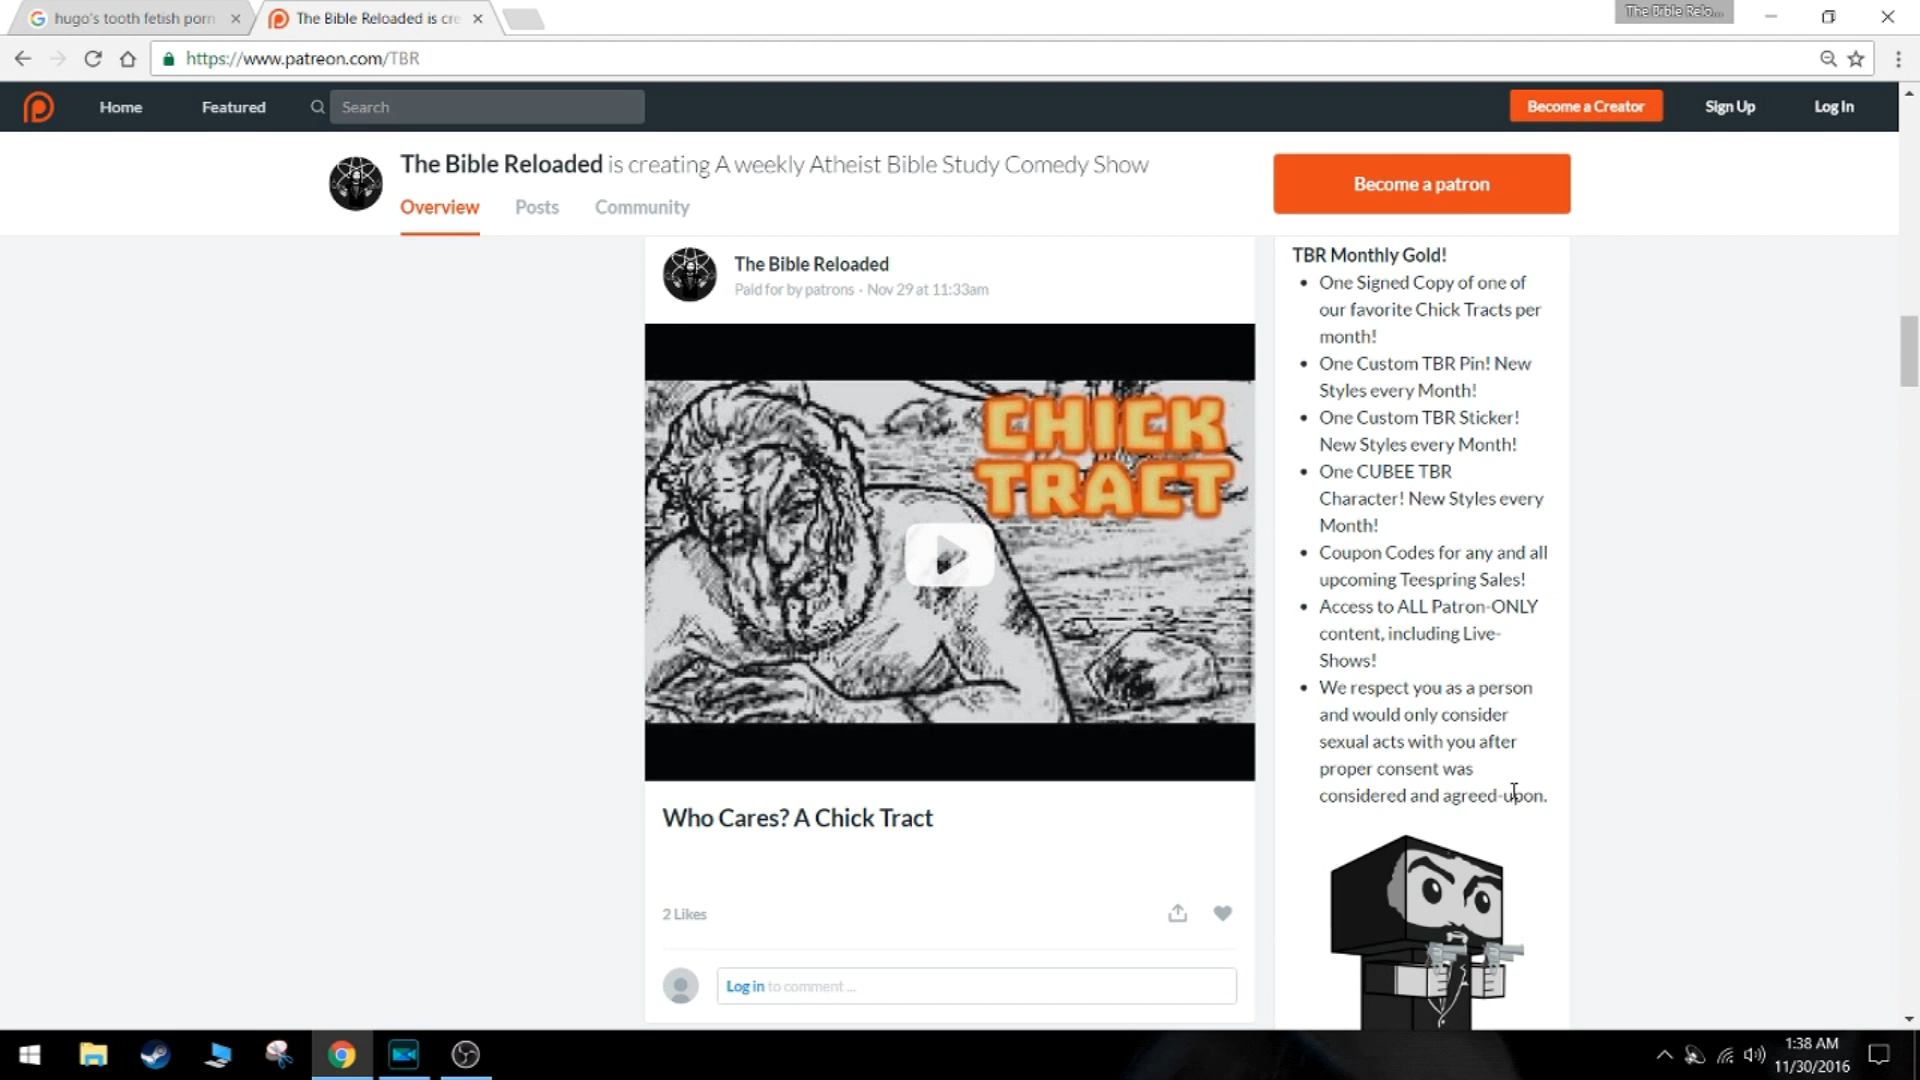 hugo's tooth fetish porn
The Bible Reloaded is cre
The Bible Relo...
https://www.patreon.com/TBR
Home
Featured
Search
Become a Creator
Sign Up
Log In
The Bible Reloaded is creating A weekly Atheist Bible Study Comedy Show
Become a patron
Overview
Posts
Community
The Bible Reloaded
Paid for by patrons · Nov 29 at 11:33am
CHICK
TRACT
Who Cares? A Chick Tract
2 Likes
Log in to comment ...
TBR Monthly Gold!
• One Signed Copy of one of
our favorite Chick Tracts per
month!
• One Custom TBR Pin! New
Styles every Month!
• One Custom TBR Sticker!
New Styles every Month!
• One CUBEE TBR
Character! New Styles every
Month!
• Coupon Codes for any and all
upcoming Teespring Sales!
• Access to ALL Patron-ONLY
content, including Live-
Shows!
• We respect you as a person
and would only consider
sexual acts with you after
proper consent was
considered and agreed-upon.
1:38 AM
11/30/2016